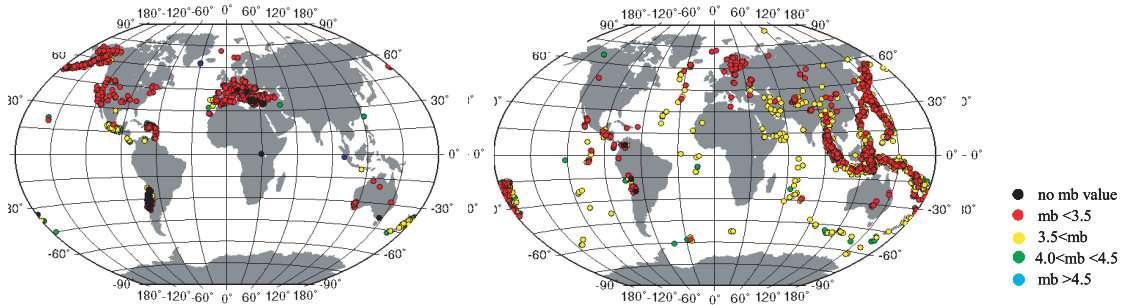 180°-120°-60° 0° 60° 120°180°
180°-120°-60° 0° 60° 120°180°
90° 90° 90° 90°
60° 60° 60° 60°
30° 30° 30° 30°
0° 0° 0° 0° 0°
-30° -30° -30° -30°
-60° -60° -60° -60°
-90° -90° -90° -90°
180°-120°-60° 0° 60° 120°180°
180°-120°-60° 0° 60° 120°180°
no mb value
mb <3.5
3.5<mb
4.0<mb <4.5
mb >4.5